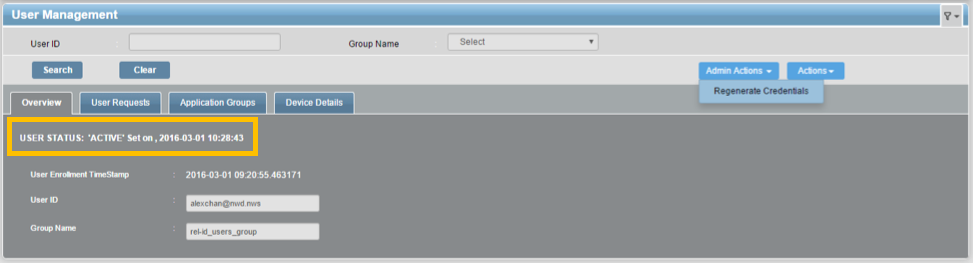 User Management
User ID : Group Name : Select
Search Clear Admin Actions Actions
Regenerate Credentials
Overview User Requests Application Groups Device Details
USER STATUS: 'ACTIVE' Set on , 2016-03-01 10:28:43
User Enrollment TimeStamp : 2016-03-01 09:20:55.463171
User ID : alexchan@nwd.nws
Group Name : rel-id_users_group